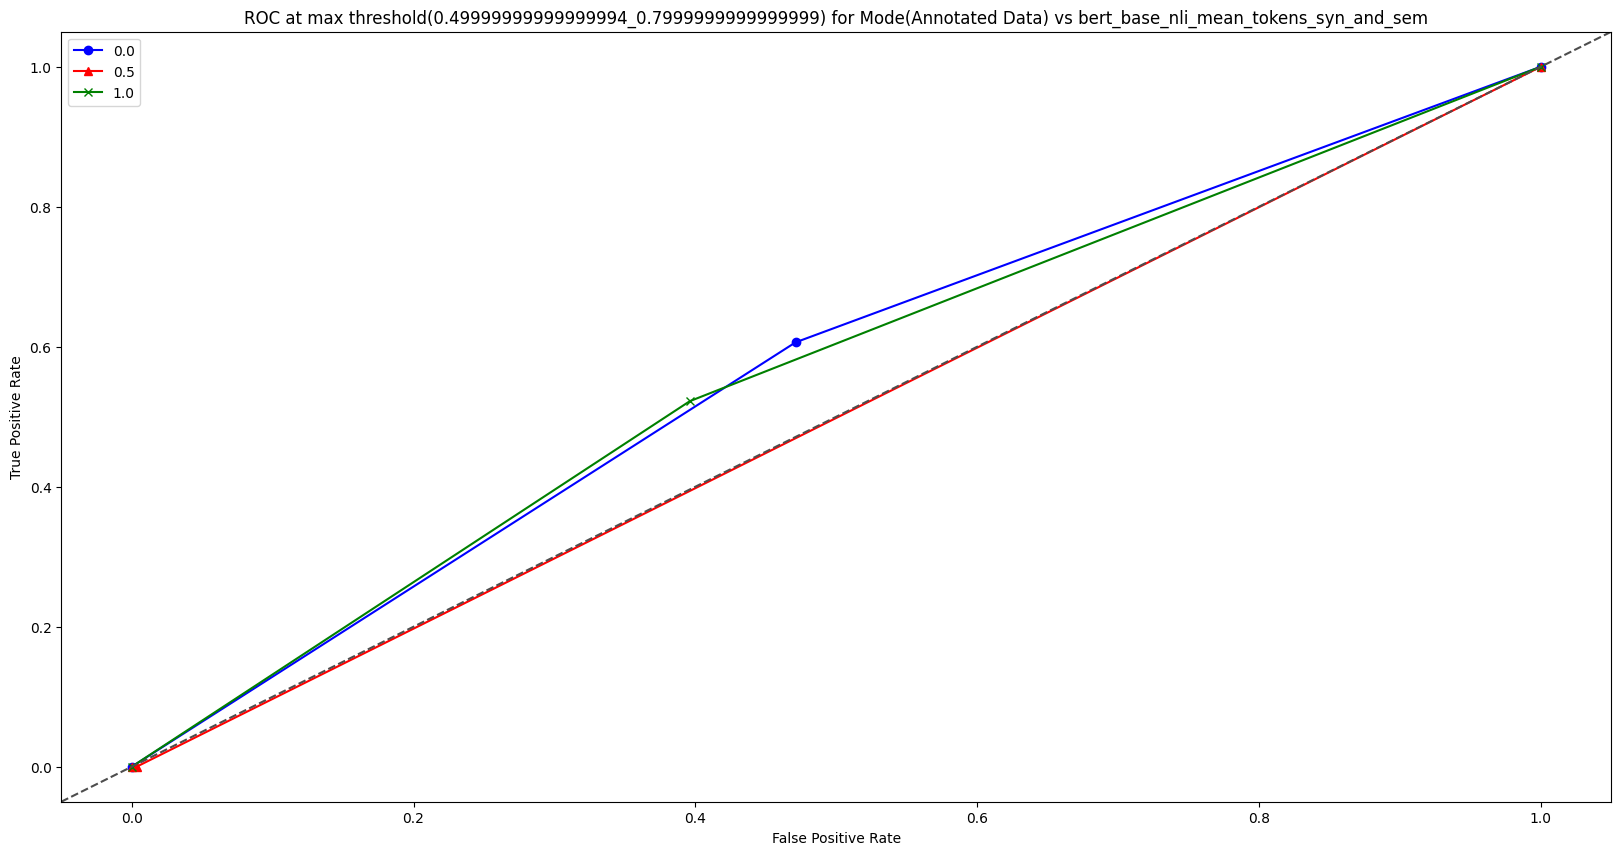 ROC at max threshold(0.49999999999999994_0.7999999999999999) for Mode(Annotated Data) vs bert_base_nli_mean_tokens_syn_and_sem
0.0
0.5
1.0
1.0
0.8
0.6
0.4
0.2
0.0
True Positive Rate
0.0 0.2 0.4 0.6 0.8 1.0
False Positive Rate